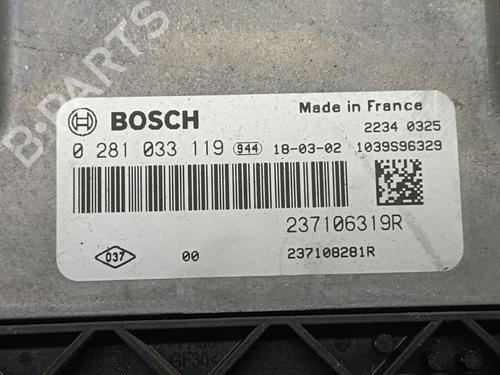 B-PARTS
BOSCH
Made in France
2234 0325
0 281 033 119 944 18-03-02 1039S96329
237106319R
037 00 237108281R
GF30<